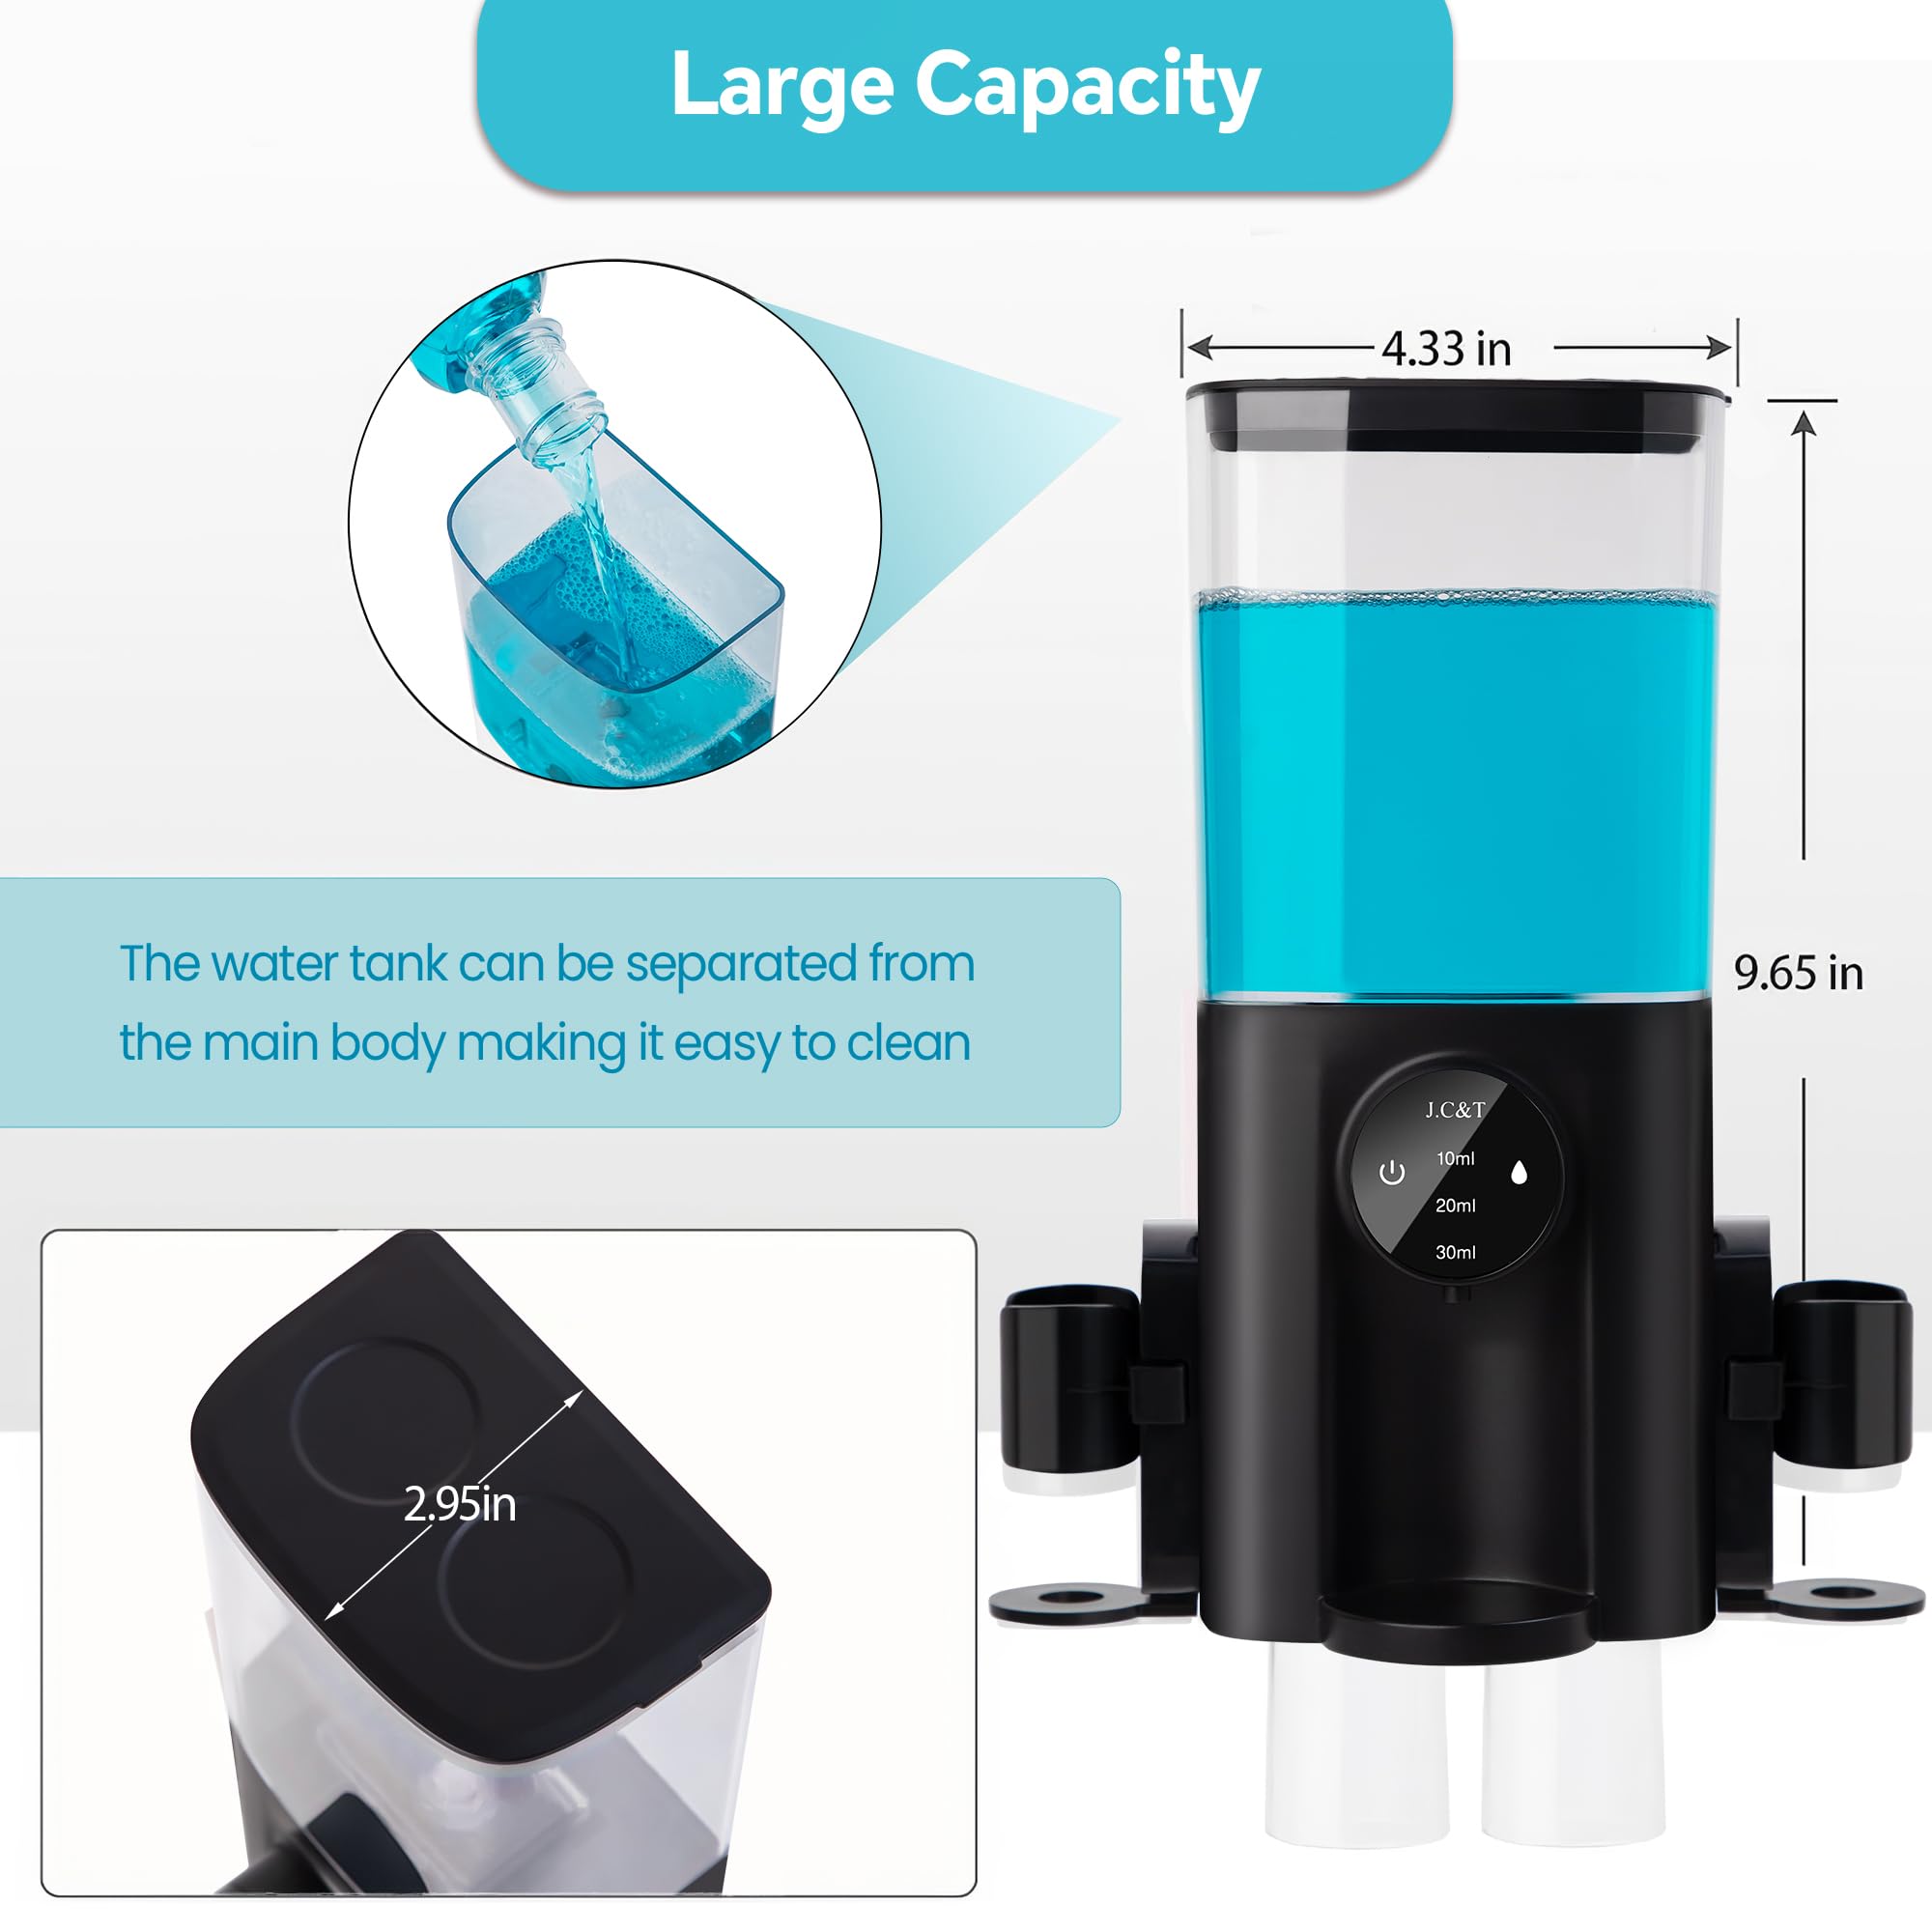 Large Capacity
4.33 in
The water tank can be separated from
the main body making it easy to clean
9.65 in
J.C&T
10ml
20ml
30ml
2.95in